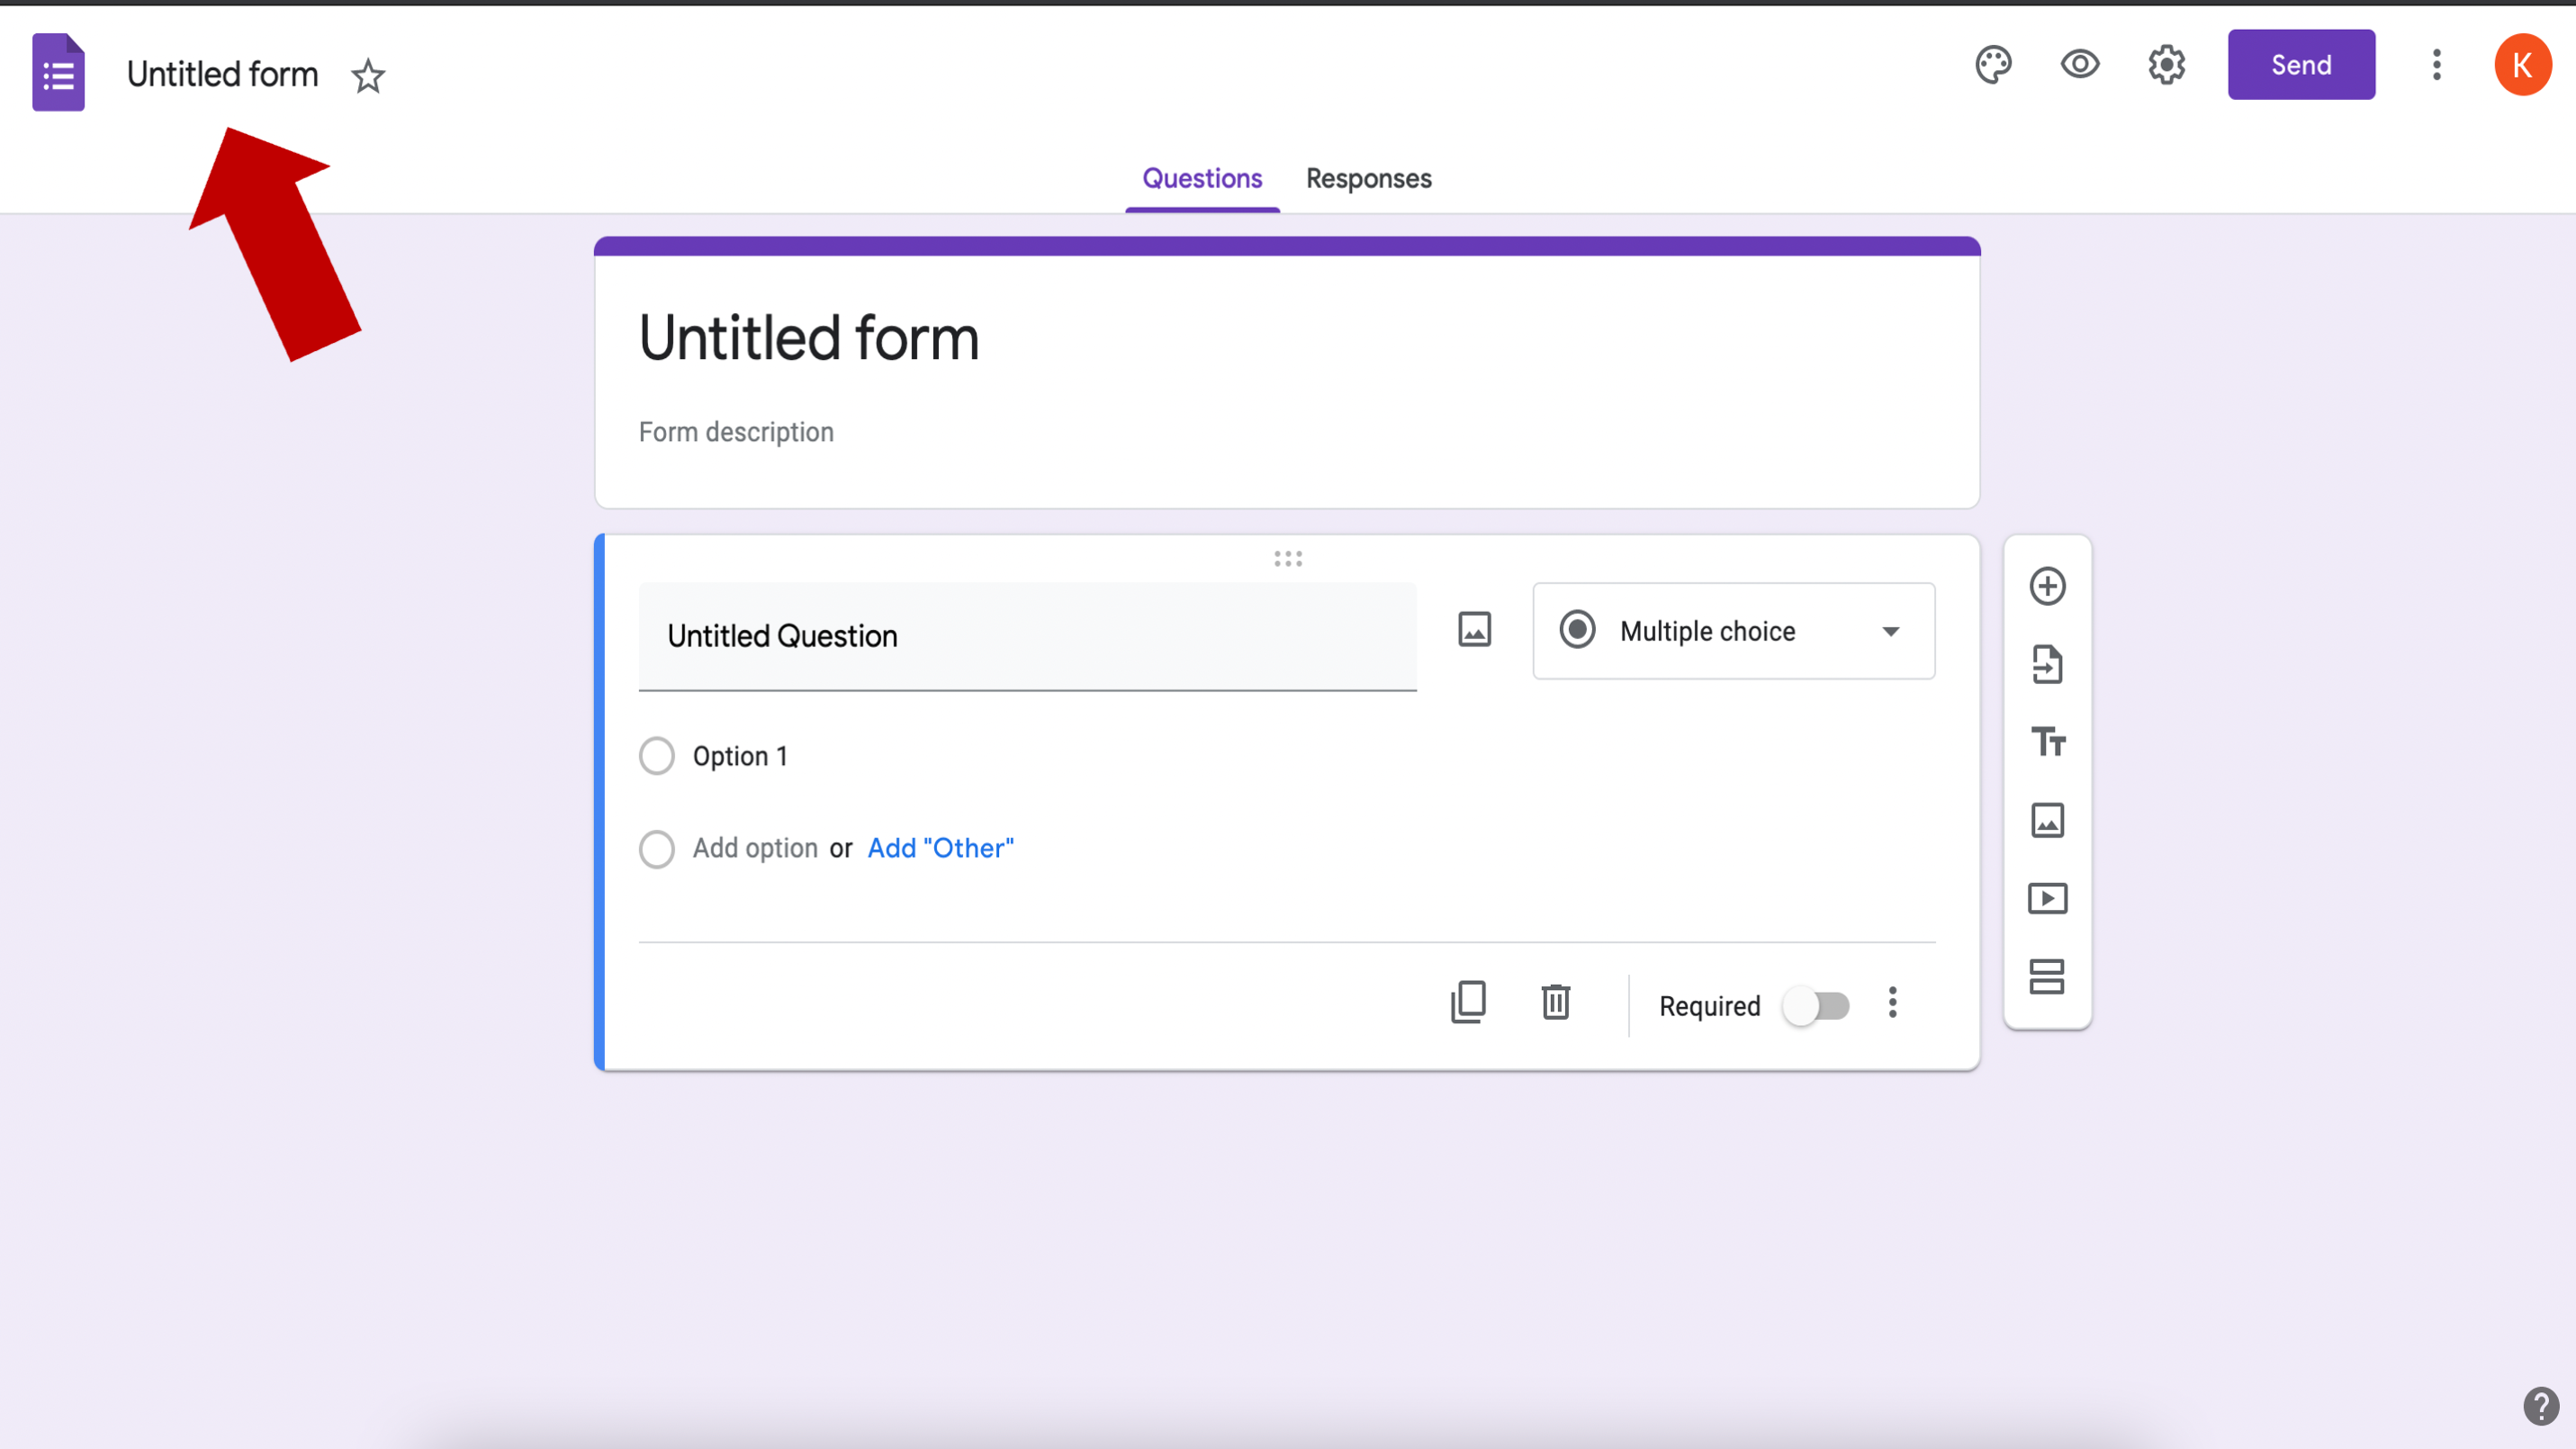 Untitled form
Send
K
Questions Responses
Untitled form
Form description
Untitled Question
Multiple choice
Option 1
Add option or Add "Other"
Required